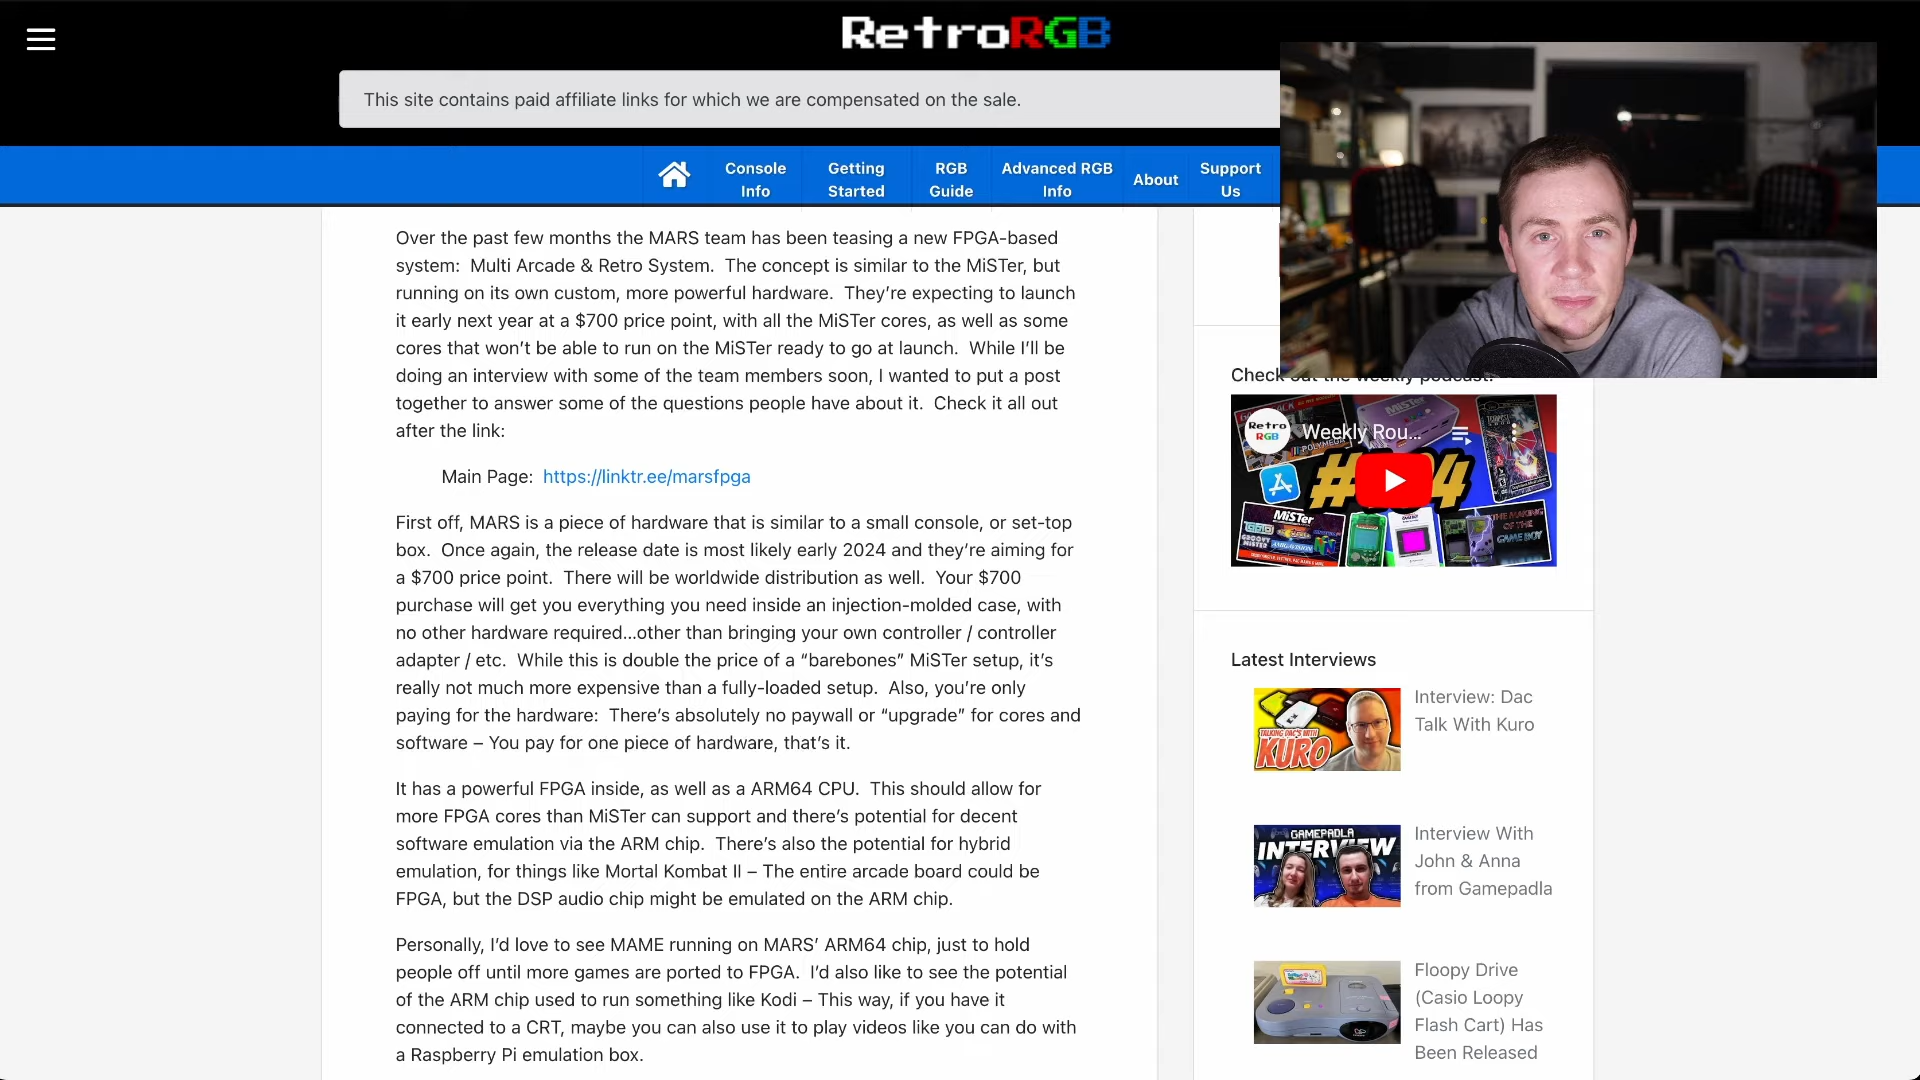 RetroRGB
This site contains paid affiliate links for which we are compensated on the sale.
Console Info
Getting Started
RGB Guide
Advanced RGB Info
About
Support Us
Over the past few months the MARS team has been teasing a new FPGA-based
system:  Multi Arcade & Retro System.  The concept is similar to the MiSTer, but
running on its own custom, more powerful hardware.  They’re expecting to launch
it early next year at a $700 price point, with all the MiSTer cores, as well as some
cores that won’t be able to run on the MiSTer ready to go at launch.  While I’ll be
doing an interview with some of the team members soon, I wanted to put a post
together to answer some of the questions people have about it.  Check it all out
after the link:
Main Page:  https://linktr.ee/marsfpga
First off, MARS is a piece of hardware that is similar to a small console, or set-top
box.  Once again, the release date is most likely early 2024 and they’re aiming for
a $700 price point.  There will be worldwide distribution as well.  Your $700
purchase will get you everything you need inside an injection-molded case, with
no other hardware required…other than bringing your own controller / controller
adapter / etc.  While this is double the price of a “barebones” MiSTer setup, it’s
really not much more expensive than a fully-loaded setup.  Also, you’re only
paying for the hardware:  There’s absolutely no paywall or “upgrade” for cores and
software – You pay for one piece of hardware, that’s it.
It has a powerful FPGA inside, as well as a ARM64 CPU.  This should allow for
more FPGA cores than MiSTer can support and there’s potential for decent
software emulation via the ARM chip.  There’s also the potential for hybrid
emulation, for things like Mortal Kombat II – The entire arcade board could be
FPGA, but the DSP audio chip might be emulated on the ARM chip.
Personally, I’d love to see MAME running on MARS’ ARM64 chip, just to hold
people off until more games are ported to FPGA.  I’d also like to see the potential
of the ARM chip used to run something like Kodi – This way, if you have it
connected to a CRT, maybe you can also use it to play videos like you can do with
a Raspberry Pi emulation box.
Check out the weekly podcast:
Retro RGB
Weekly Rou...
MiSTer
POLYMEGA
#
4
MiSTer
THE MAKING OF THE GAME BOY
Latest Interviews
TALKING DAC'S WITH
KURO
Interview: Dac
Talk With Kuro
GAMEPADLA
INTERVIEW
Interview With
John & Anna
from Gamepadla
Floopy Drive
(Casio Loopy
Flash Cart) Has
Been Released